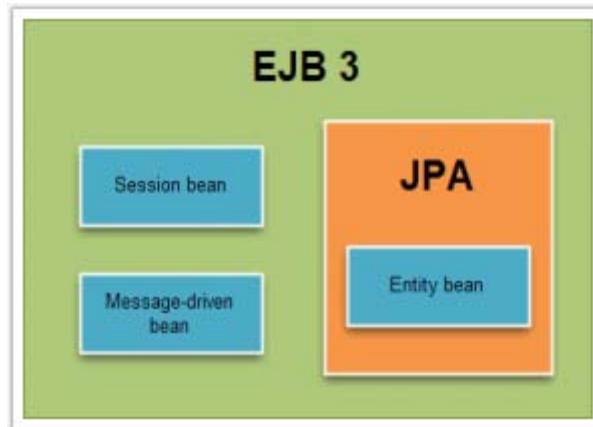 EJB 3
Session bean
JPA
Message-driven
bean
Entity bean